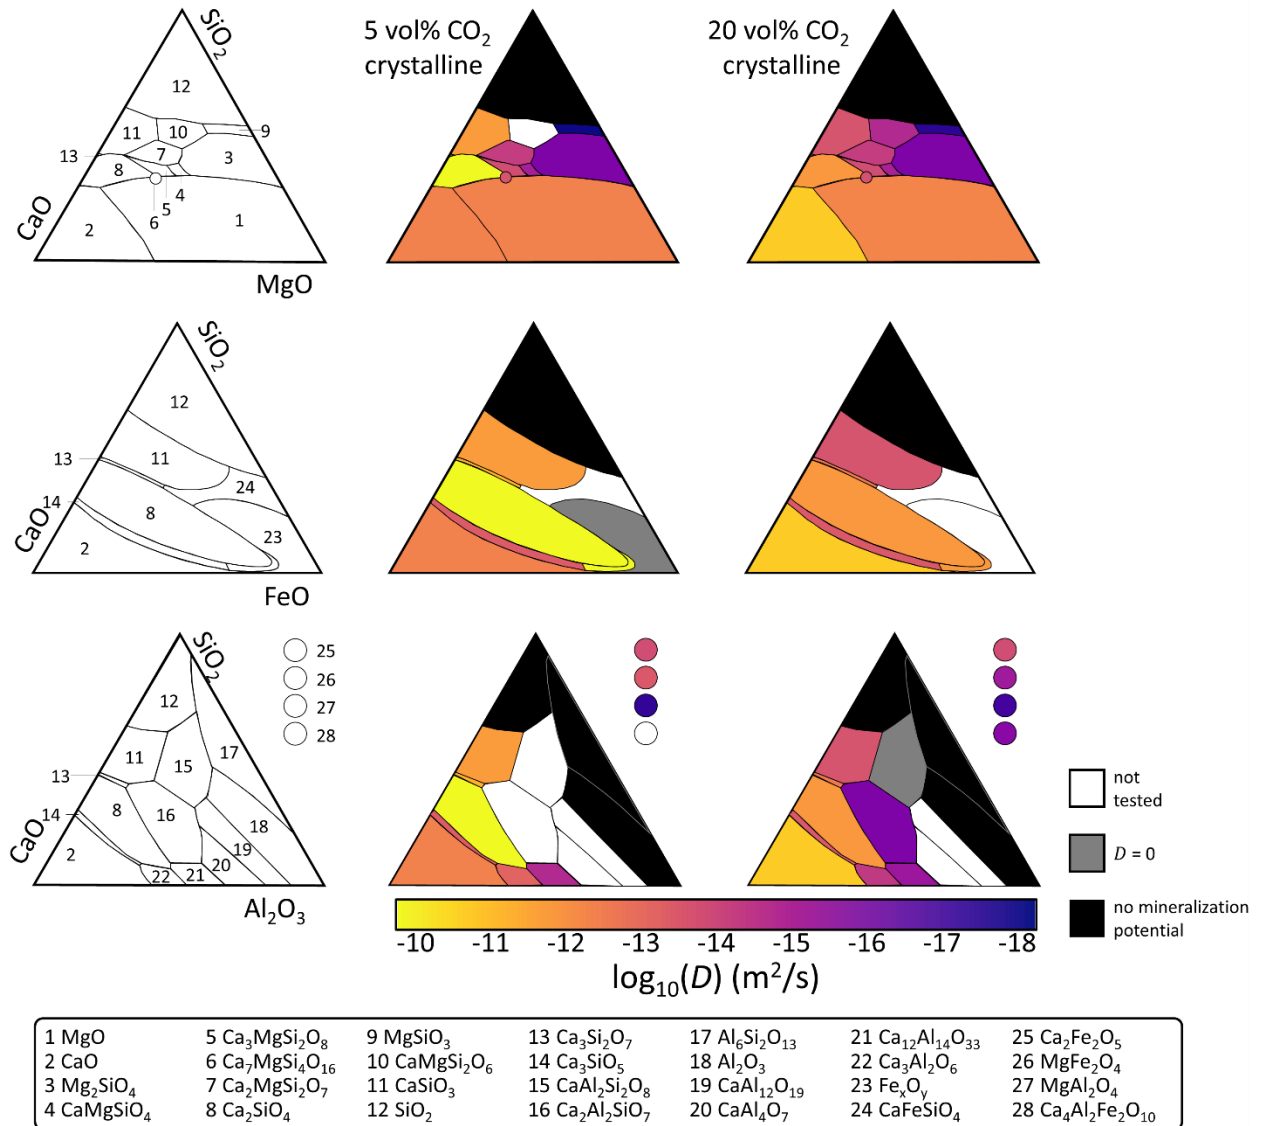 SiO2
12
11
10
9
13
7
3
8
4
5
6
2
1
CaO
MgO
5 vol% CO2
crystalline
20 vol% CO2
crystalline
SiO2
12
13
11
24
14
8
23
2
CaO
FeO
SiO2
25
26
27
28
12
11
15
17
13
8
16
14
18
2
19
20
22
21
CaO
Al2O3
not
tested
D = 0
no mineralization
potential
-10 -11 -12 -13 -14 -15 -16 -17 -18
log10(D) (m2/s)
1 MgO
2 CaO
3 Mg2SiO4
4 CaMgSiO4
5 Ca3MgSi2O8
6 Ca7MgSi4O16
7 Ca2MgSi2O7
8 Ca2SiO4
9 MgSiO3
10 CaMgSi2O6
11 CaSiO3
12 SiO2
13 Ca3Si2O7
14 Ca3SiO5
15 CaAl2Si2O8
16 Ca2Al2SiO7
17 Al6Si2O13
18 Al2O3
19 CaAl12O19
20 CaAl4O7
21 Ca12Al14O33
22 Ca3Al2O6
23 FexOy
24 CaFeSiO4
25 Ca2Fe2O5
26 MgFe2O4
27 MgAl2O4
28 Ca4Al2Fe2O10